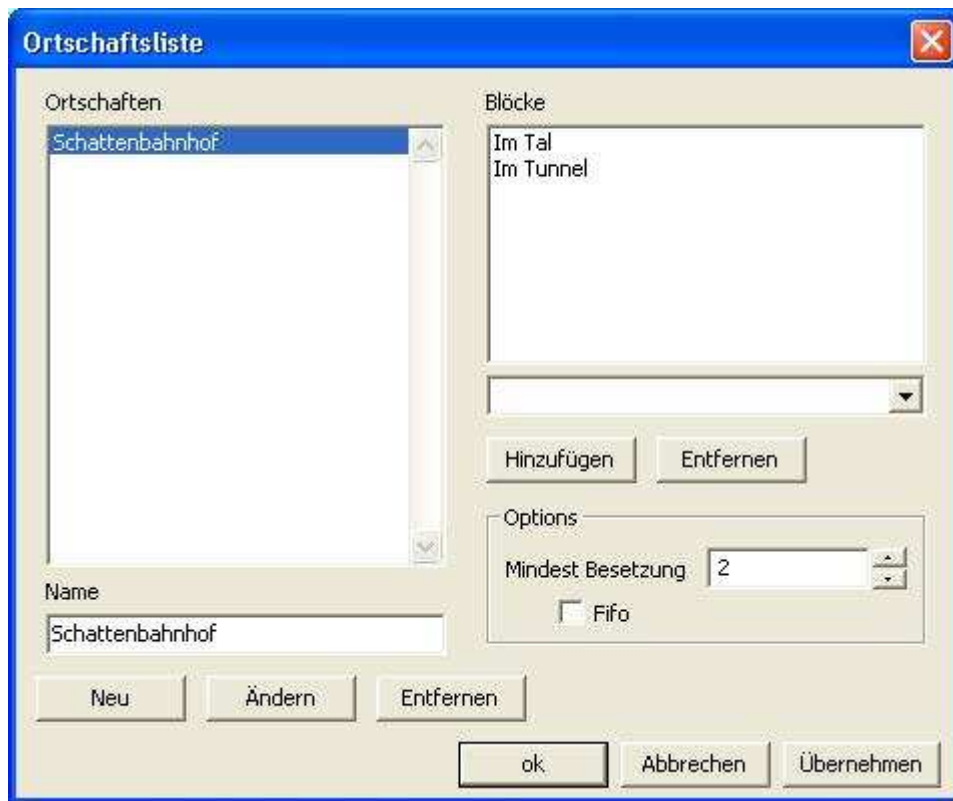 Ortschaftsliste
Ortschaften
Schattenbahnhof
Name
Schattenbahnhof
Neu
Ändern
Entfernen
Blöcke
Im Tal
Im Tunnel
Hinzufügen
Entfernen
Options
Mindest Besetzung
2
Fifo
ok
Abbrechen
Übernehmen